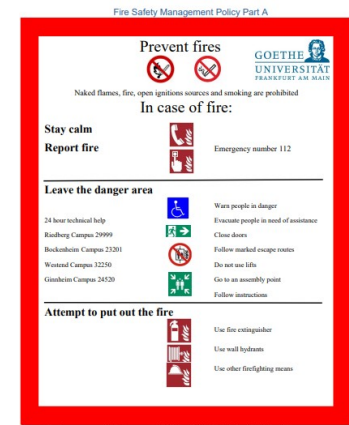 Fire Safety Management Policy Part A
Prevent fires
GOETHE
UNIVERSITÄT
FRANKFURT AM MAIN
Naked flames, fire, open ignitions sources and smoking are prohibited
In case of fire:
Stay calm
Report fire
Emergency number 112
Leave the danger area
Warn people in danger
24 hour technical help
Evacuate people in need of assistance
Riedberg Campus 29999
Close doors
Bockenheim Campus 23201
Follow marked escape routes
Westend Campus 32250
Do not use lifts
Ginnheim Campus 24520
Go to an assembly point
Follow instructions
Attempt to put out the fire
Use fire extinguisher
Use wall hydrants
Use other firefighting means